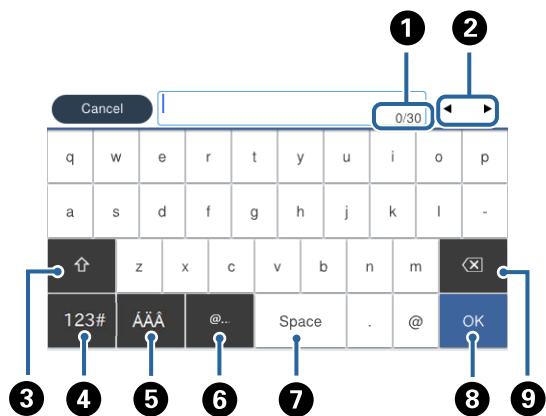 1 2
Cancel 0/30
q w e r t y u i o p
a s d f g h j k l -
z x c v b n m
123# ÁÄÂ @... Space . @ OK
3 4 5 6 7 8 9